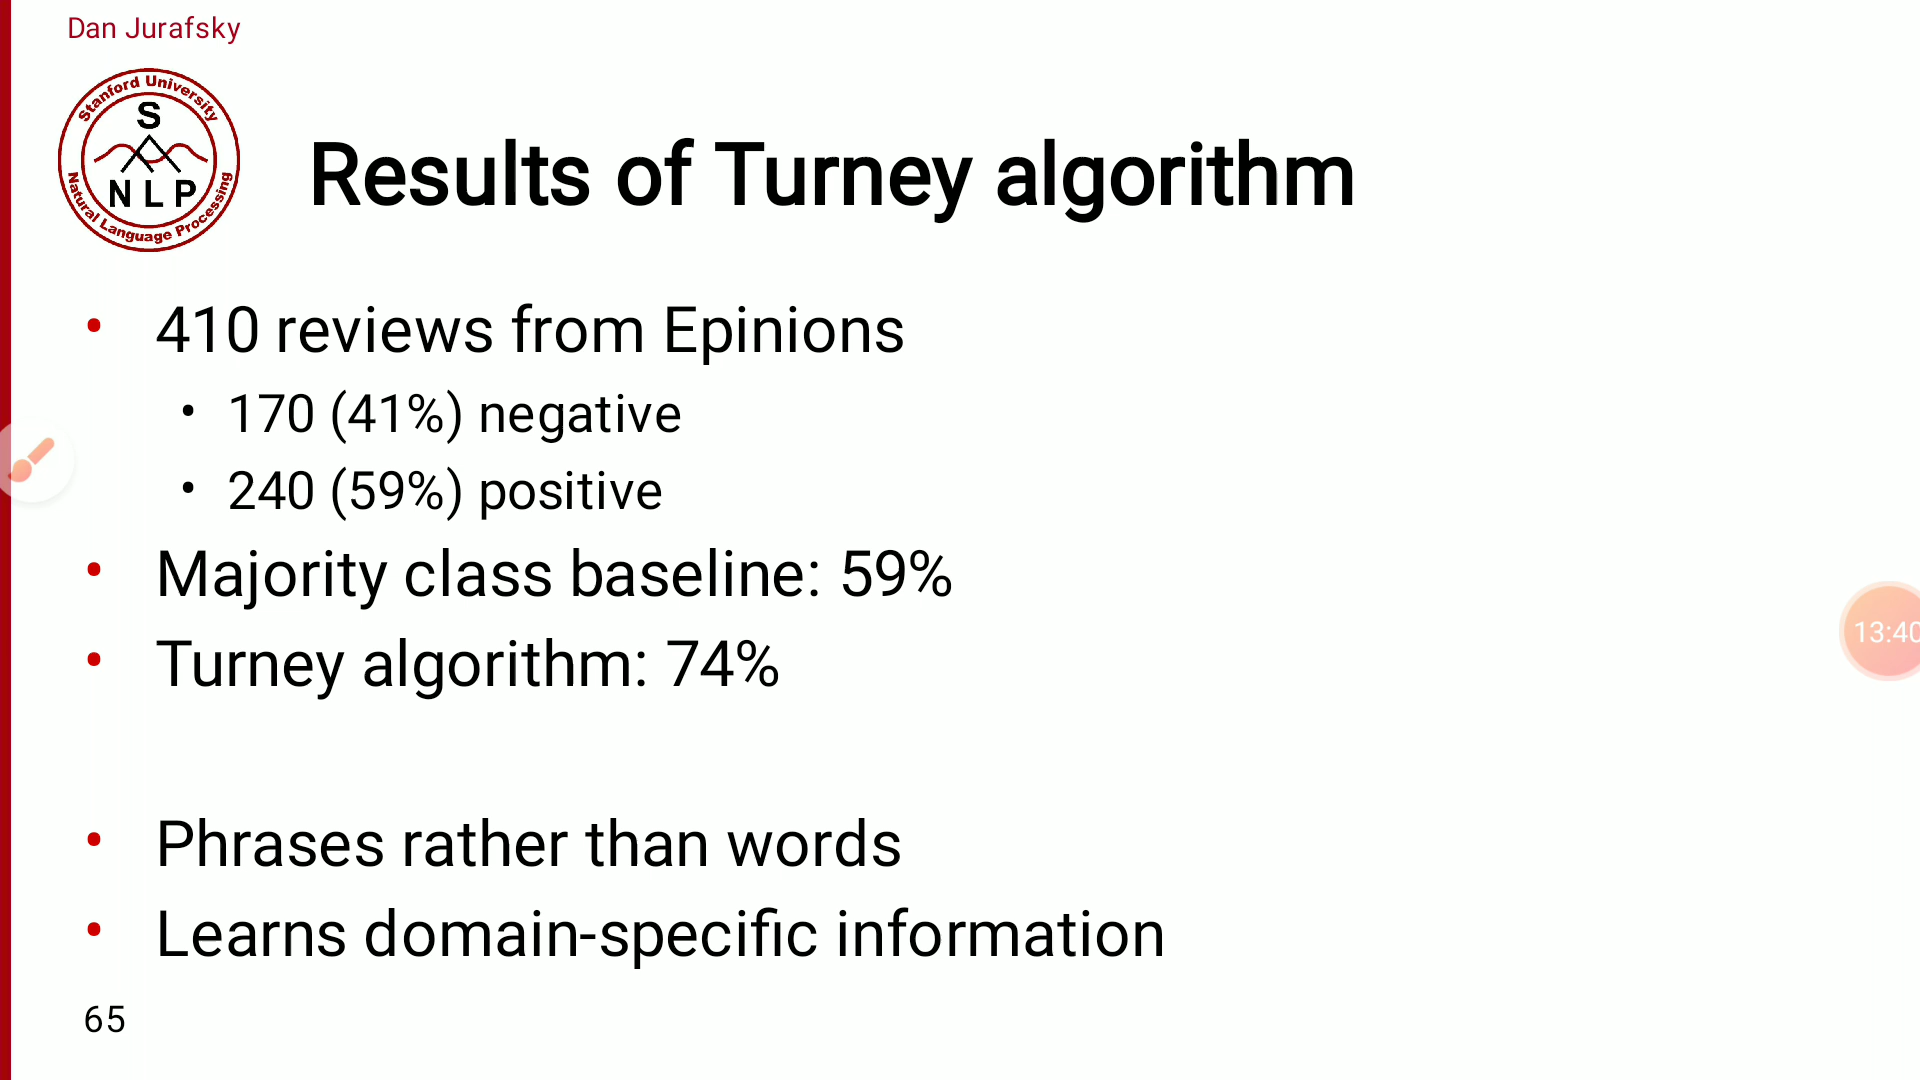 Dan Jurafsky
Stanford University
S
NLP
Natural Language Processing
Results of Turney algorithm
• 410 reviews from Epinions
• 170 (41%) negative
• 240 (59%) positive
• Majority class baseline: 59%
• Turney algorithm: 74%
• Phrases rather than words
• Learns domain-specific information
65
13:40